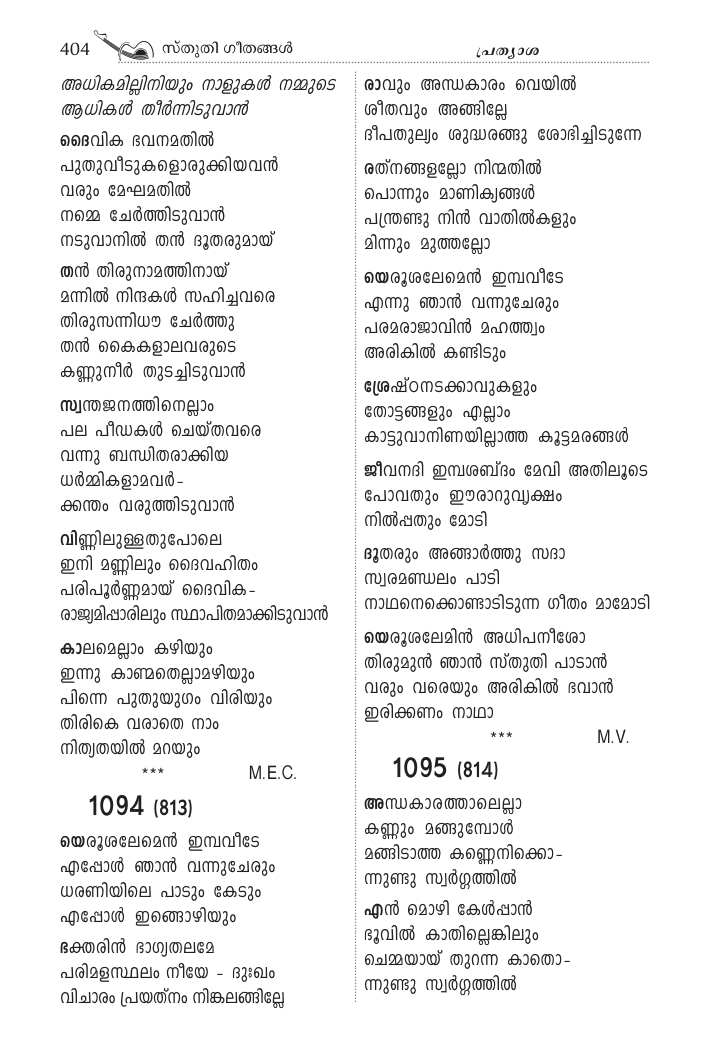 404 സ്തുതി ഗീതങ്ങൾ പ്രത്യാശ
അധികമില്ലിനിയും നാളുകൾ നമ്മുടെ
ആധികൾ തീർന്നിടുവാൻ
ദൈവിക ഭവനമതിൽ
പുതുവീടുകളൊരുക്കിയവൻ
വരും മേഘമതിൽ
നമ്മെ ചേർത്തിടുവാൻ
നടുവാനിൽ തൻ ദൂതരുമായ്
തൻ തിരുനാമത്തിനായ്
മന്നിൽ നിന്ദകൾ സഹിച്ചവരെ
തിരുസന്നിധൗ ചേർത്തു
തൻ കൈകളാലവരുടെ
കണ്ണുനീർ തുടച്ചിടുവാൻ
സ്വന്തജനത്തിനെല്ലാം
പല പീഡകൾ ചെയ്തവരെ
വന്നു ബന്ധിതരാക്കിയ
ധർമ്മികളാമവർ-
ക്കന്തം വരുത്തിടുവാൻ
വിണ്ണിലുള്ളതുപോലെ
ഇനി മണ്ണിലും ദൈവഹിതം
പരിപൂർണ്ണമായ് ദൈവിക-
രാജ്യമിപ്പാരിലും സ്ഥാപിതമാക്കിടുവാൻ
കാലമെല്ലാം കഴിയും
ഇന്നു കാണ്മതെല്ലാമഴിയും
പിന്നെ പുതുയുഗം വിരിയും
തിരികെ വരാതെ നാം
നിത്യതയിൽ മറയും
*** M.E.C.
1094 (813)
യെരൂശലേമെൻ ഇമ്പവീടേ
എപ്പോൾ ഞാൻ വന്നുചേരും
ധരണിയിലെ പാടും കേടും
എപ്പോൾ ഇങ്ങൊഴിയും
ഭക്തരിൻ ഭാഗ്യതലമേ
പരിമളസ്ഥലം നീയേ - ദുഃഖം
വിചാരം പ്രയത്നം നിങ്കലങ്ങില്ലേ
രാവും അന്ധകാരം വെയിൽ
ശീതവും അങ്ങില്ലേ
ദീപതുല്യം ശുദ്ധരങ്ങു ശോഭിച്ചിടുന്നേ
രത്നങ്ങളല്ലോ നിന്മതിൽ
പൊന്നും മാണിക്യങ്ങൾ
പന്ത്രണ്ടു നിൻ വാതിൽകളും
മിന്നും മുത്തല്ലോ
യെരൂശലേമെൻ ഇമ്പവീടേ
എന്നു ഞാൻ വന്നുചേരും
പരമരാജാവിൻ മഹത്ത്വം
അരികിൽ കണ്ടിടും
ശ്രേഷ്ഠനടക്കാവുകളും
തോട്ടങ്ങളും എല്ലാം
കാട്ടുവാനിണയില്ലാത്ത കൂട്ടമരങ്ങൾ
ജീവനദി ഇമ്പശബ്ദം മേവി അതിലൂടെ
പോവതും ഈരാറുവൃക്ഷം
നിൽപ്പതും മോടി
ദൂതരും അങ്ങാർത്തു സദാ
സ്വരമണ്ഡലം പാടി
നാഥനെക്കൊണ്ടാടിടുന്ന ഗീതം മാമോടി
യെരൂശലേമിൻ അധിപനീശോ
തിരുമുൻ ഞാൻ സ്തുതി പാടാൻ
വരും വരെയും അരികിൽ ഭവാൻ
ഇരിക്കണം നാഥാ
*** M.V.
1095 (814)
അന്ധകാരത്താലെല്ലാ
കണ്ണും മങ്ങുമ്പോൾ
മങ്ങിടാത്ത കണ്ണെനിക്കൊ-
ന്നുണ്ടു സ്വർഗ്ഗത്തിൽ
എൻ മൊഴി കേൾപ്പാൻ
ഭൂവിൽ കാതില്ലെങ്കിലും
ചെമ്മയായ് തുറന്ന കാതൊ-
ന്നുണ്ടു സ്വർഗ്ഗത്തിൽ